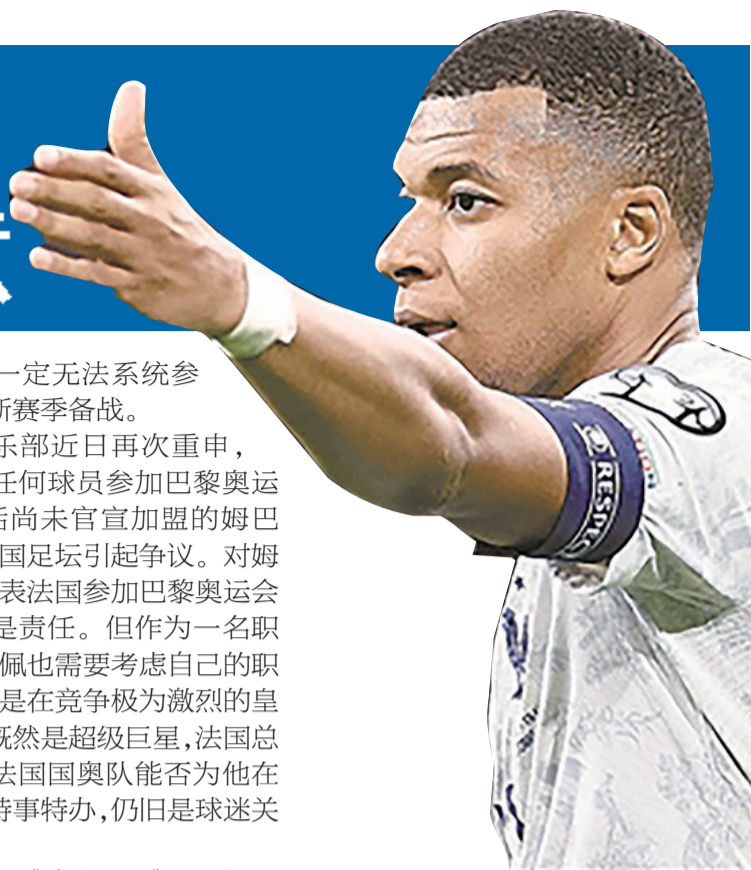 一定无法系统参
新赛季备战。
乐部近日再次重申，
任何球员参加巴黎奥运
括尚未官宣加盟的姆巴
国足坛引起争议。对姆
表法国参加巴黎奥运会
是责任。但作为一名职
佩也需要考虑自己的职
是在竞争极为激烈的皇
既然是超级巨星,法国总
法国国奥队能否为他在
特事特办,仍旧是球迷关
RESPEC